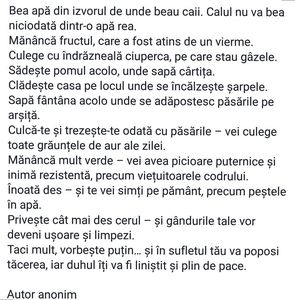 Bea apă din izvorul de unde beau caii. Calul nu va bea
niciodată dintr-o apă rea.
Mănâncă fructul, care a fost atins de un vierme.
Culege cu îndrăzneală ciuperca, pe care stau gâzele.
Sădește pomul acolo, unde sapă cârtița.
Clădește casa pe locul unde se încălzește șarpele.
Sapă fântâna acolo unde se adăpostesc păsările pe
arșiță.
Culcă-te și trezește-te odată cu păsările – vei culege
toate grăunțele de aur ale zilei.
Mănâncă mult verde – vei avea picioare puternice și
inimă rezistentă, precum viețuitoarele codrului.
Înoată des – și te vei simți pe pământ, precum peștele
în apă.
Privește cât mai des cerul – și gândurile tale vor
deveni ușoare și limpezi.
Taci mult, vorbește puțin… și în sufletul tău va poposi
tăcerea, iar duhul îți va fi liniștit și plin de pace.
Autor anonim